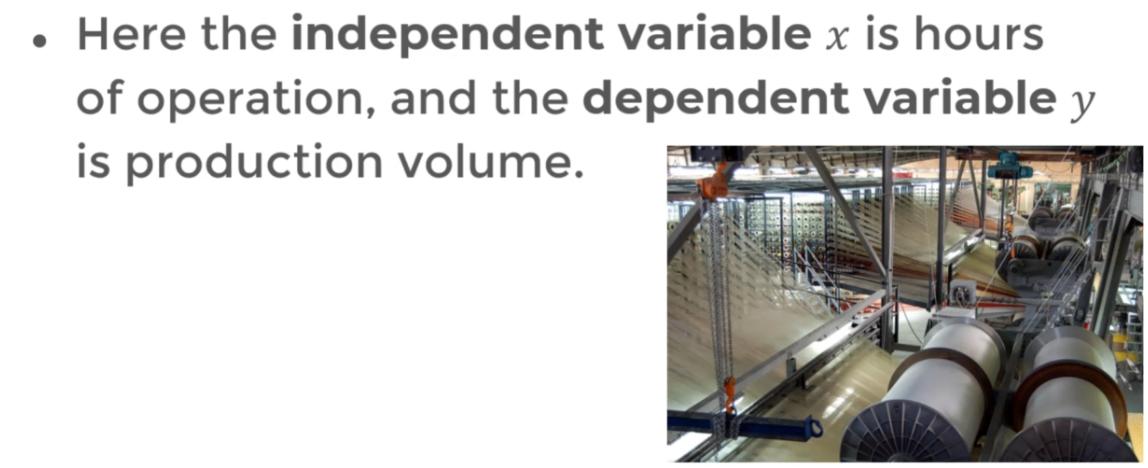 • Here the independent variable x is hours
of operation, and the dependent variable y
is production volume.